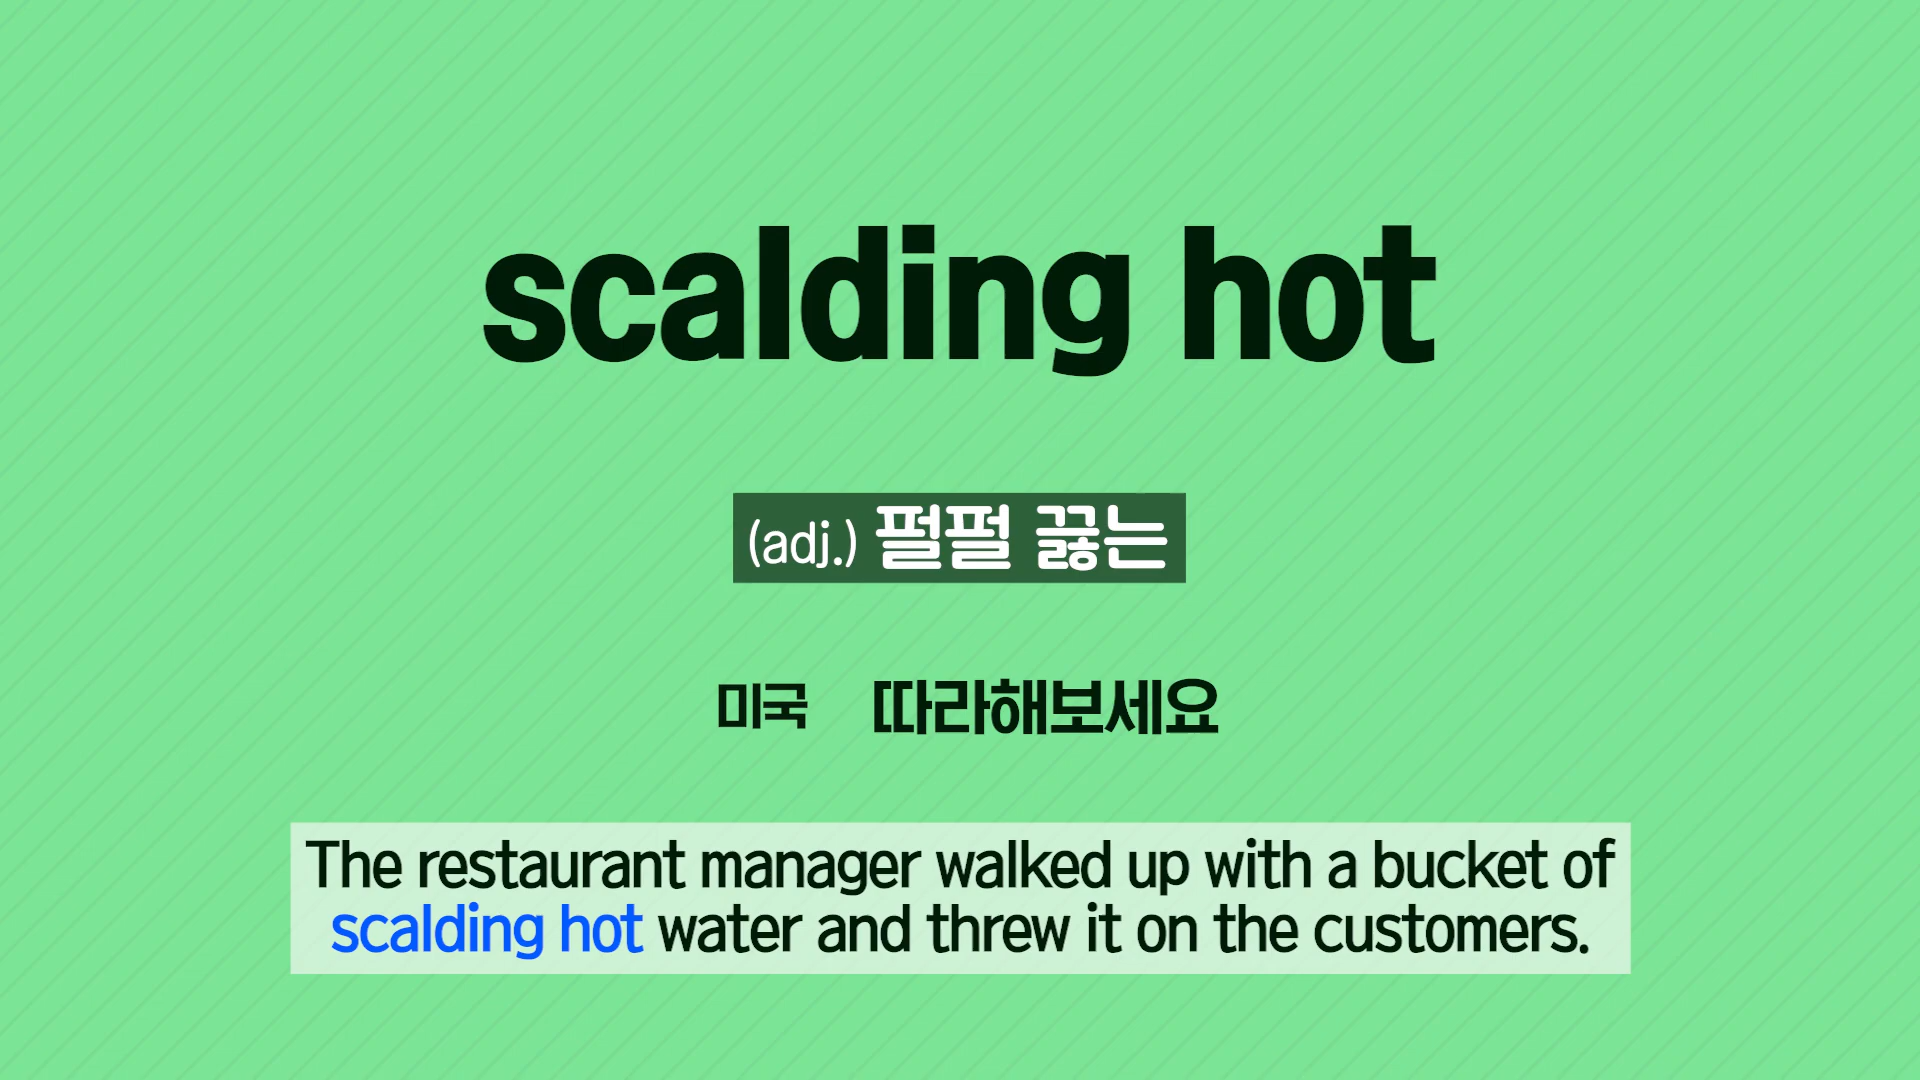 scalding hot
(adj.) 펄펄 끓는
미국 따라해보세요
The restaurant manager walked up with a bucket of
scalding hot water and threw it on the customers.